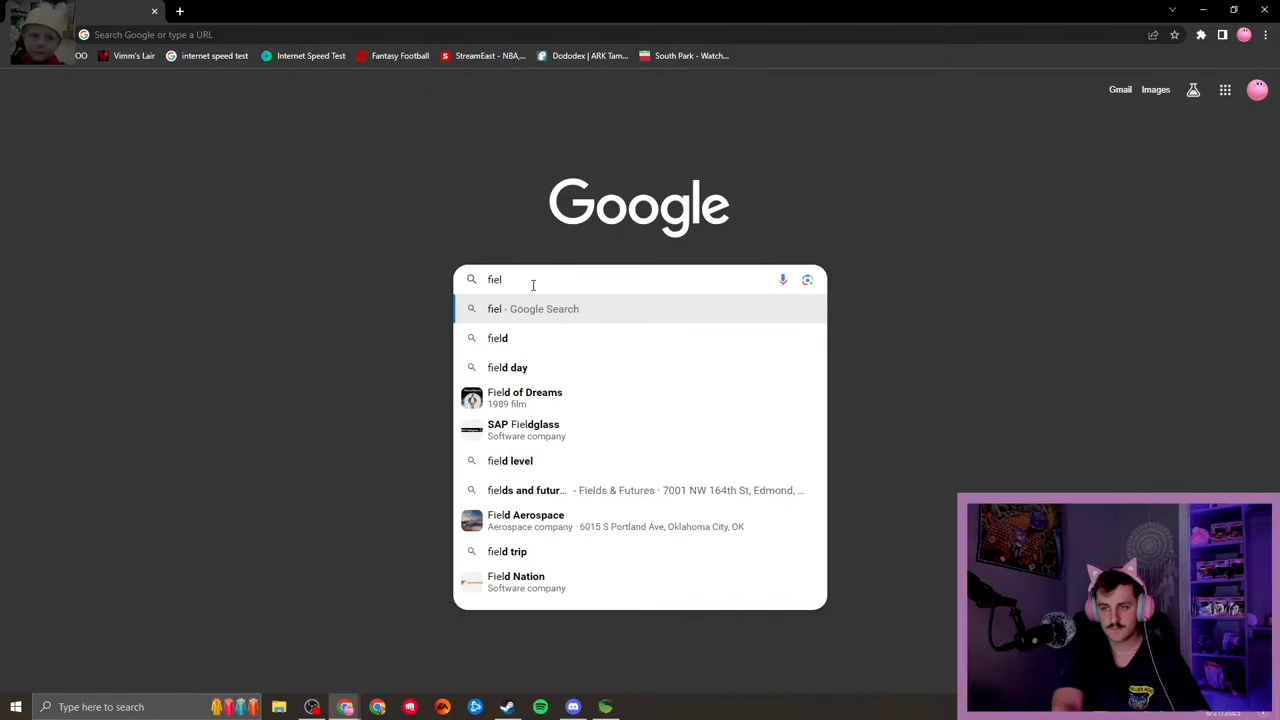 Search Google or type a URL
OO
Vimm's Lair
internet speed test
Internet Speed Test
Fantasy Football
StreamEast - NBA,...
Dododex | ARK Tam...
South Park - Watch...
Gmail
Images
Google
fiel
fiel - Google Search
field
field day
Field of Dreams
1989 film
SAP Fieldglass
Software company
field level
fields and futur... - Fields & Futures · 7001 NW 164th St, Edmond, ...
Field Aerospace
Aerospace company · 6015 S Portland Ave, Oklahoma City, OK
field trip
Field Nation
Software company
Type here to search